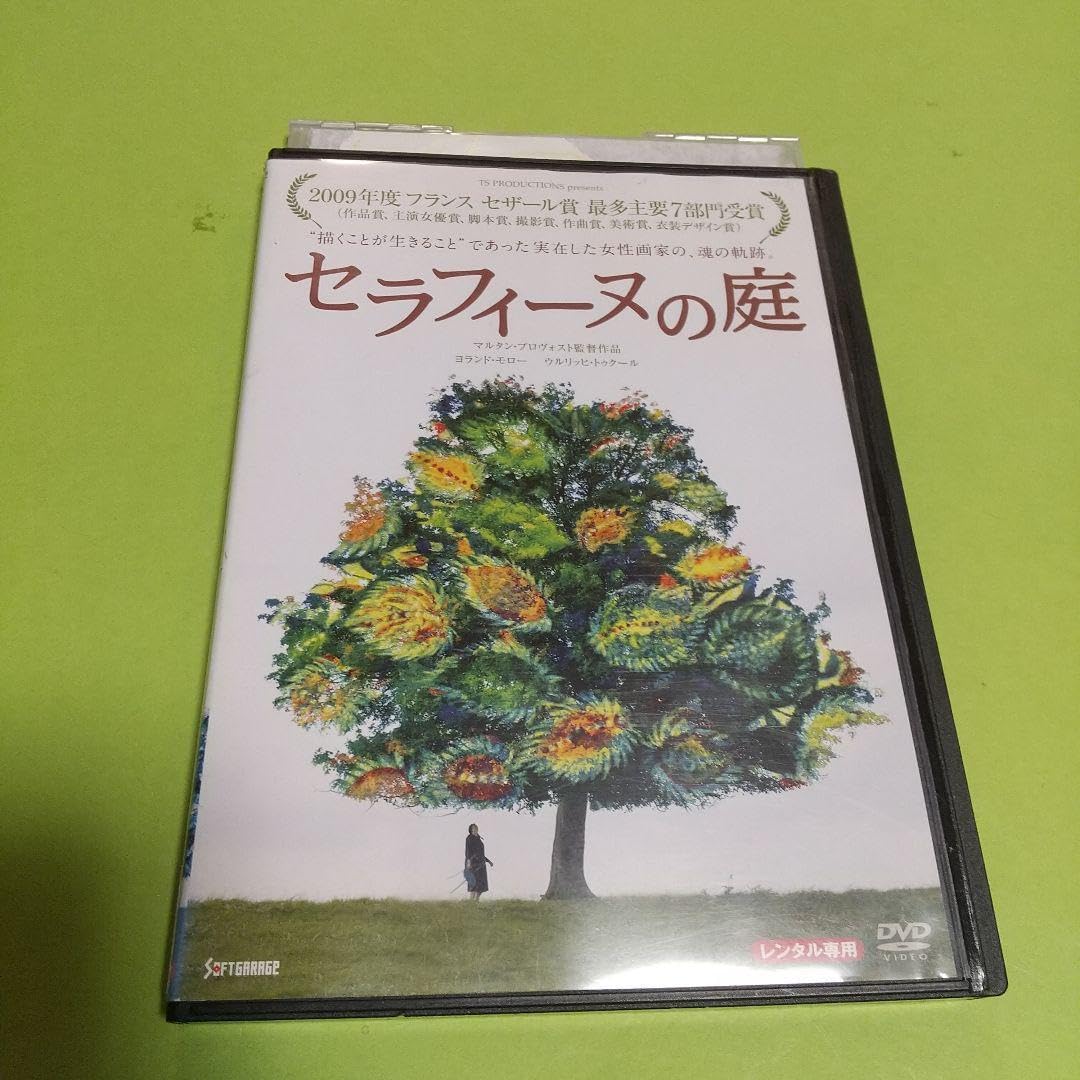 TS PRODUCTIONS presents
2009年度 フランス セザール賞 最多主要7部門受賞
(作品賞、主演女優賞、脚本賞、撮影賞、作曲賞、美術賞、衣装デザイン賞)
"描くことが生きること"であった実在した女性画家の、魂の軌跡。
セラフィーヌの庭
マルタン・プロヴォスト監督作品
ヨランド・モロー ウルリッヒ・トゥクール
レンタル専用
DVD
VIDEO
SOFTGARAGE